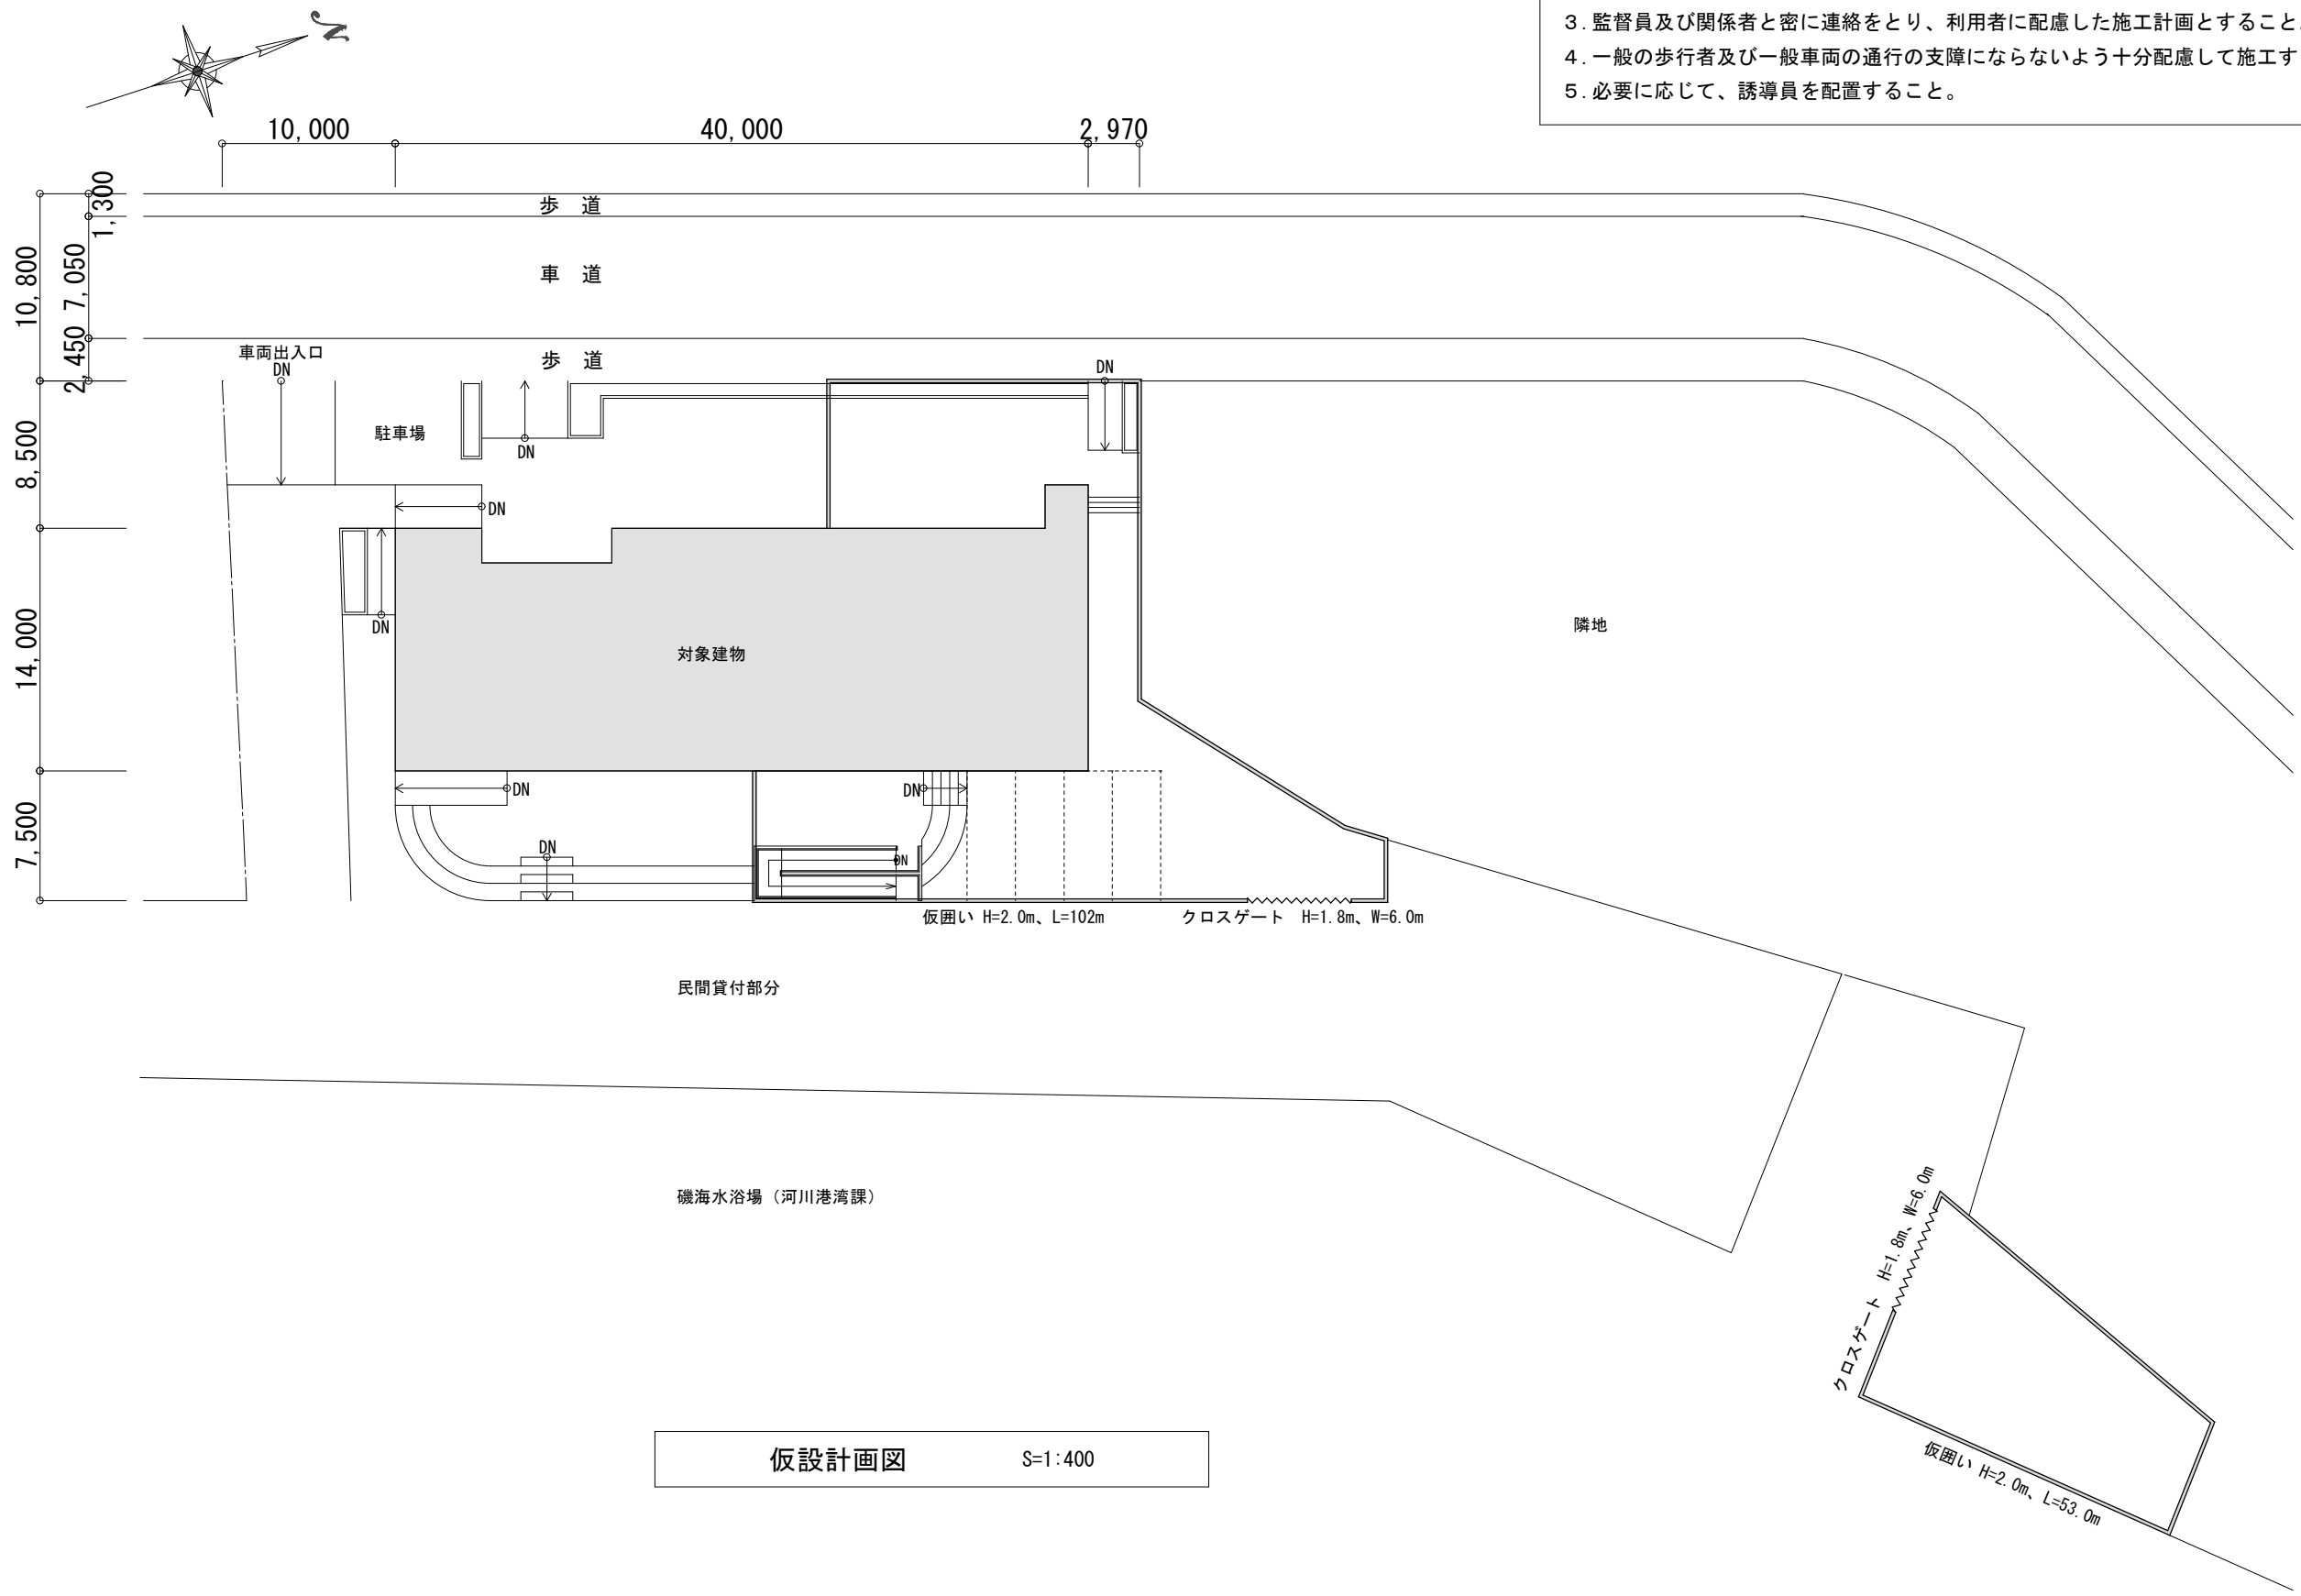 3.監督員及び関係者と密に連絡をとり、利用者に配慮した施工計画とすること
4.一般の歩行者及び一般車両の通行の支障にならないよう十分配慮して施工す
5.必要に応じて、誘導員を配置すること。
10,000
40,000
2,970
1,300
7,050
2,450
10,800
8,500
14,000
7,500
歩 道
車 道
歩 道
車両出入口
DN
DN
駐車場
DN
DN
DN
対象建物
隣地
DN
DN
DN
DN
仮囲い H=2.0m、L=102m
クロスゲート H=1.8m、W=6.0m
民間貸付部分
磯海水浴場（河川港湾課）
クロスゲート H=1.8m、W=6.0m
仮囲い H=2.0m、L=53.0m
仮設計画図 S=1:400